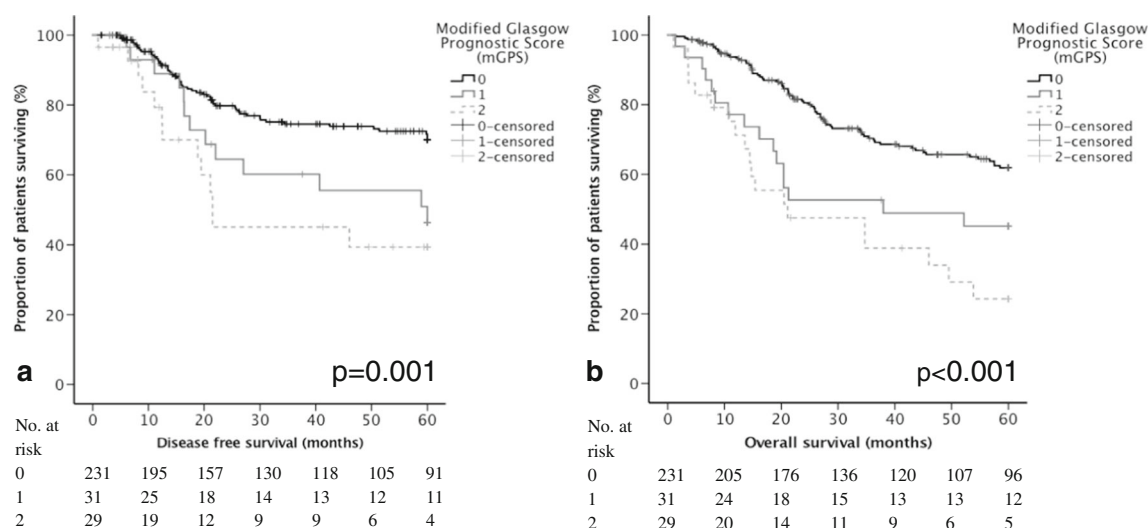 Modified Glasgow
Prognostic Score
(mGPS)
0
1
2
0-censored
1-censored
2-censored
Proportion of patients surviving (%)
100
80
60
40
20
0
a
p=0.001
0 10 20 30 40 50 60
Disease free survival (months)
No. at
risk
0 231 195 157 130 118 105 91
1 31 25 18 14 13 12 11
2 29 19 12 9 9 6 4
Modified Glasgow
Prognostic Score
(mGPS)
0
1
2
0-censored
1-censored
2-censored
Proportion of patients surviving (%)
100
80
60
40
20
0
b
p<0.001
0 10 20 30 40 50 60
Overall survival (months)
No. at
risk
0 231 205 176 136 120 107 96
1 31 24 18 15 13 13 12
2 29 20 14 11 9 6 5